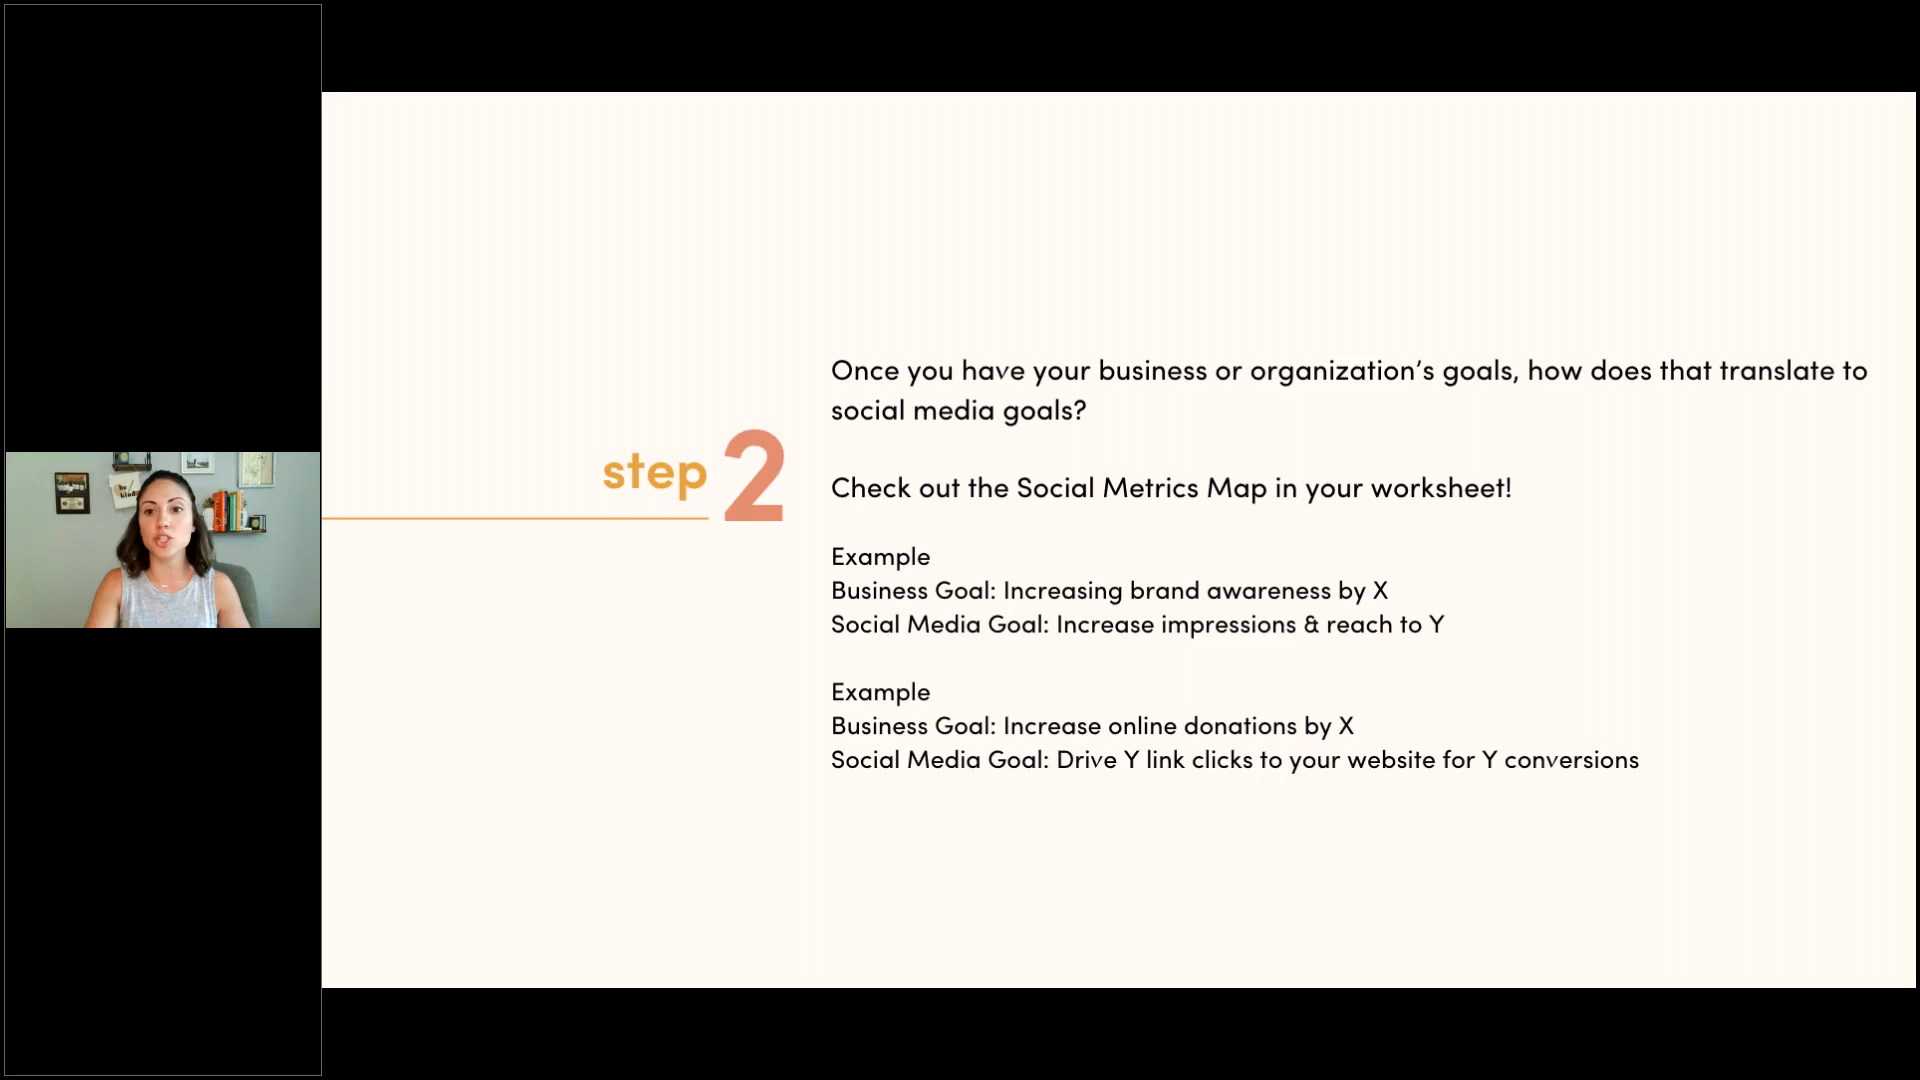 step 2
Once you have your business or organization's goals, how does that translate to
social media goals?
Check out the Social Metrics Map in your worksheet!
Example
Business Goal: Increasing brand awareness by X
Social Media Goal: Increase impressions & reach to Y
Example
Business Goal: Increase online donations by X
Social Media Goal: Drive Y link clicks to your website for Y conversions
be
kind